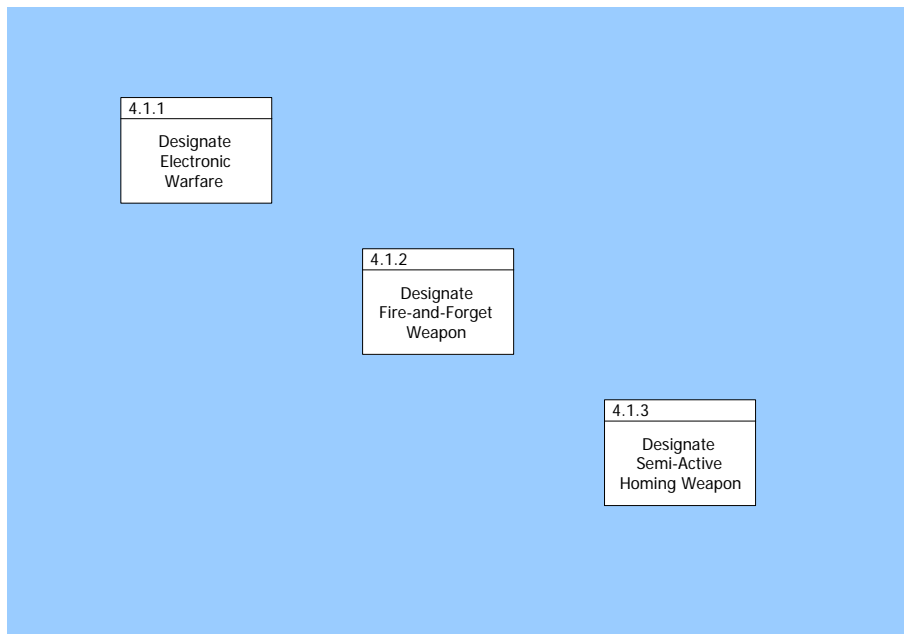 4.1.1
Designate
Electronic
Warfare
4.1.2
Designate
Fire-and-Forget
Weapon
4.1.3
Designate
Semi-Active
Homing Weapon